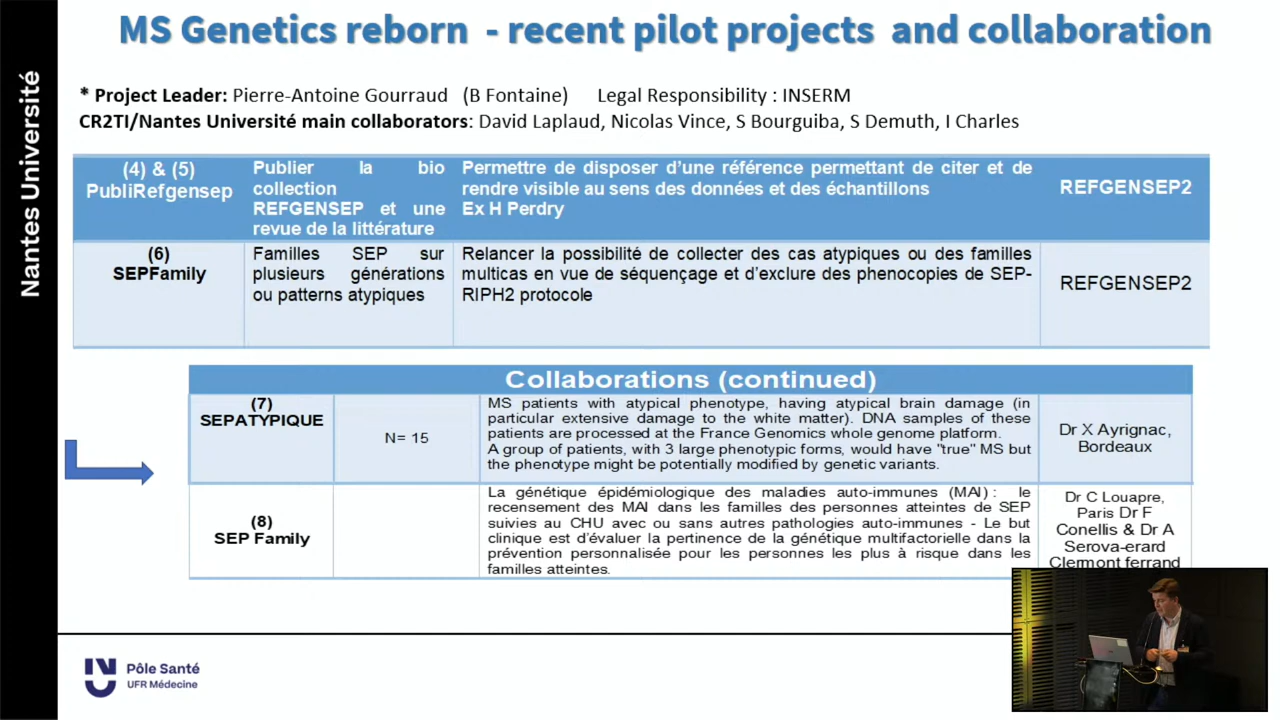 MS Genetics reborn - recent pilot projects and collaboration
Nantes Université
* Project Leader: Pierre-Antoine Gourraud (B Fontaine) Legal Responsibility : INSERM
CR2TI/Nantes Université main collaborators: David Laplaud, Nicolas Vince, S Bourguiba, S Demuth, I Charles
(4) & (5)
PubliRefgensep
Publier la bio
collection
REFGENSEP et une
revue de la littérature
Permettre de disposer d’une référence permettant de citer et de
rendre visible au sens des données et des échantillons
Ex H Perdry
REFGENSEP2
(6)
SEPFamily
Familles SEP sur
plusieurs générations
ou patterns atypiques
Relancer la possibilité de collecter des cas atypiques ou des familles
multicas en vue de séquençage et d’exclure des phenocopies de SEP-
RIPH2 protocole
REFGENSEP2
Collaborations (continued)
(7)
SEPATYPIQUE
N= 15
MS patients with atypical phenotype, having atypical brain damage (in
particular extensive damage to the white matter). DNA samples of these
patients are processed at the France Genomics whole genome platform.
A group of patients, with 3 large phenotypic forms, would have "true" MS but
the phenotype might be potentially modified by genetic variants.
Dr X Ayrignac,
Bordeaux
(8)
SEP Family
La génétique épidémiologique des maladies auto-immunes (MAI) : le
recensement des MAI dans les familles des personnes atteintes de SEP
suivies au CHU avec ou sans autres pathologies auto-immunes - Le but
clinique est d’évaluer la pertinence de la génétique multifactorielle dans la
prévention personnalisée pour les personnes les plus à risque dans les
familles atteintes.
Dr C Louapre,
Paris Dr F
Conellis & Dr A
Serova-erard
Clermont ferrand
Pôle Santé
UFR Médecine